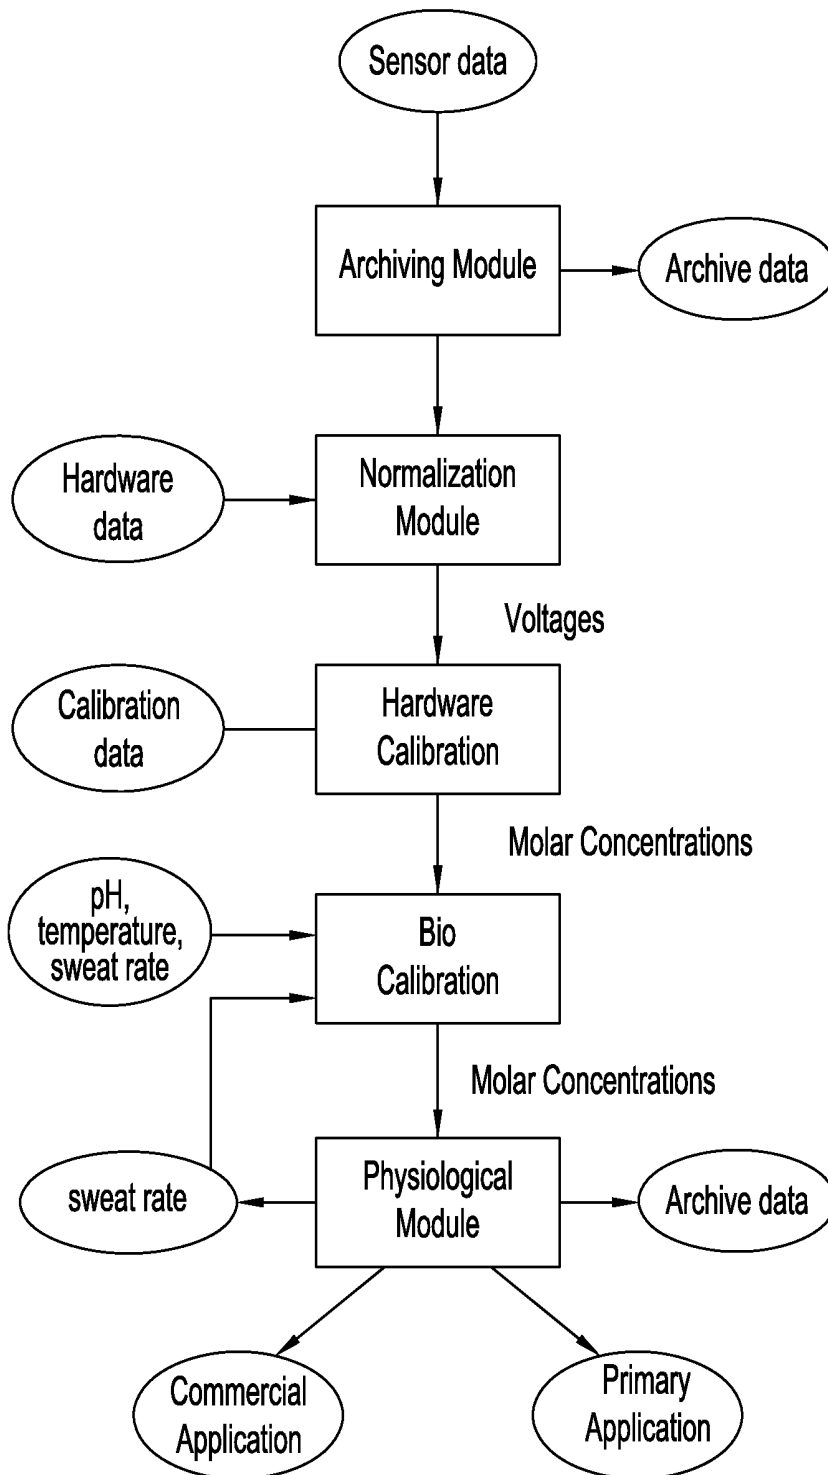 Sensor data
Archiving Module
Archive data
Hardware
data
Normalization
Module
Voltages
Calibration
data
Hardware
Calibration
Molar Concentrations
pH,
temperature,
sweat rate
Bio
Calibration
Molar Concentrations
sweat rate
Physiological
Module
Archive data
Commercial
Application
Primary
Application